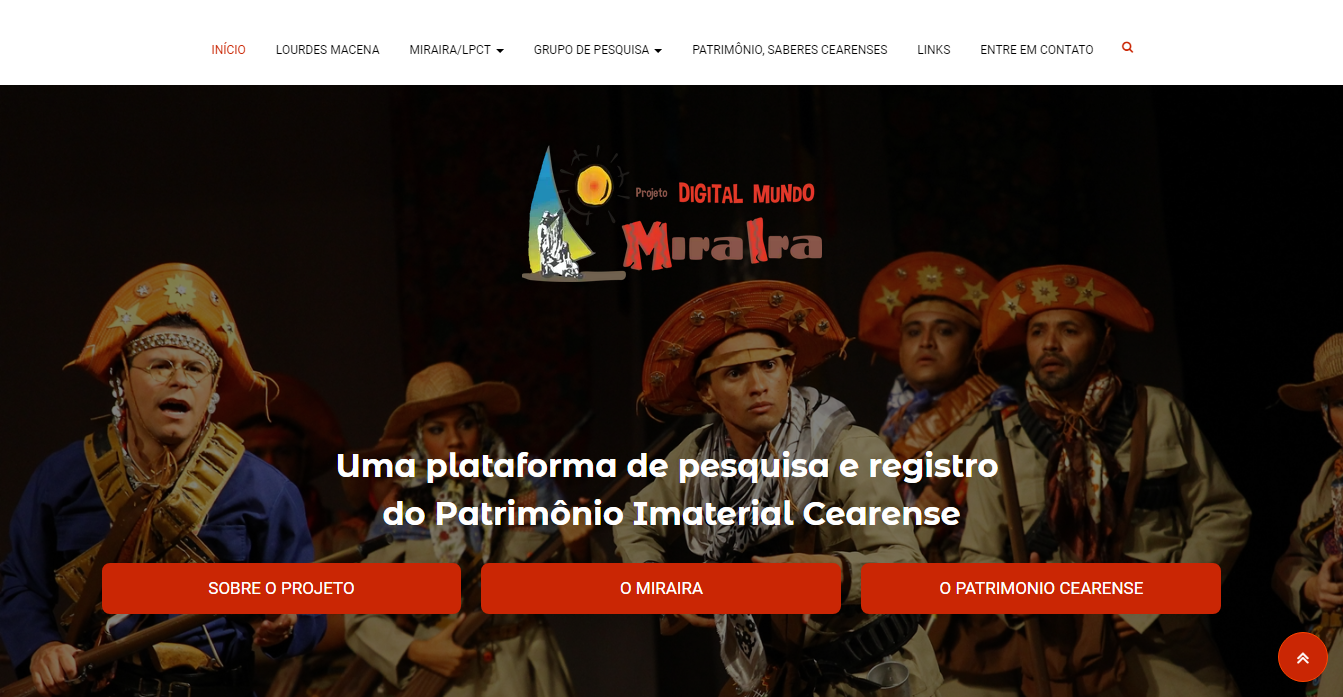 INÍCIO LOURDES MACENA MIRAIRA/LPCT GRUPO DE PESQUISA PATRIMÔNIO, SABERES CEARENSES LINKS ENTRE EM CONTATO
Projeto DIGITAL MUNDO
MiraIra
Uma plataforma de pesquisa e registro
do Patrimônio Imaterial Cearense
SOBRE O PROJETO O MIRAIRA O PATRIMONIO CEARENSE